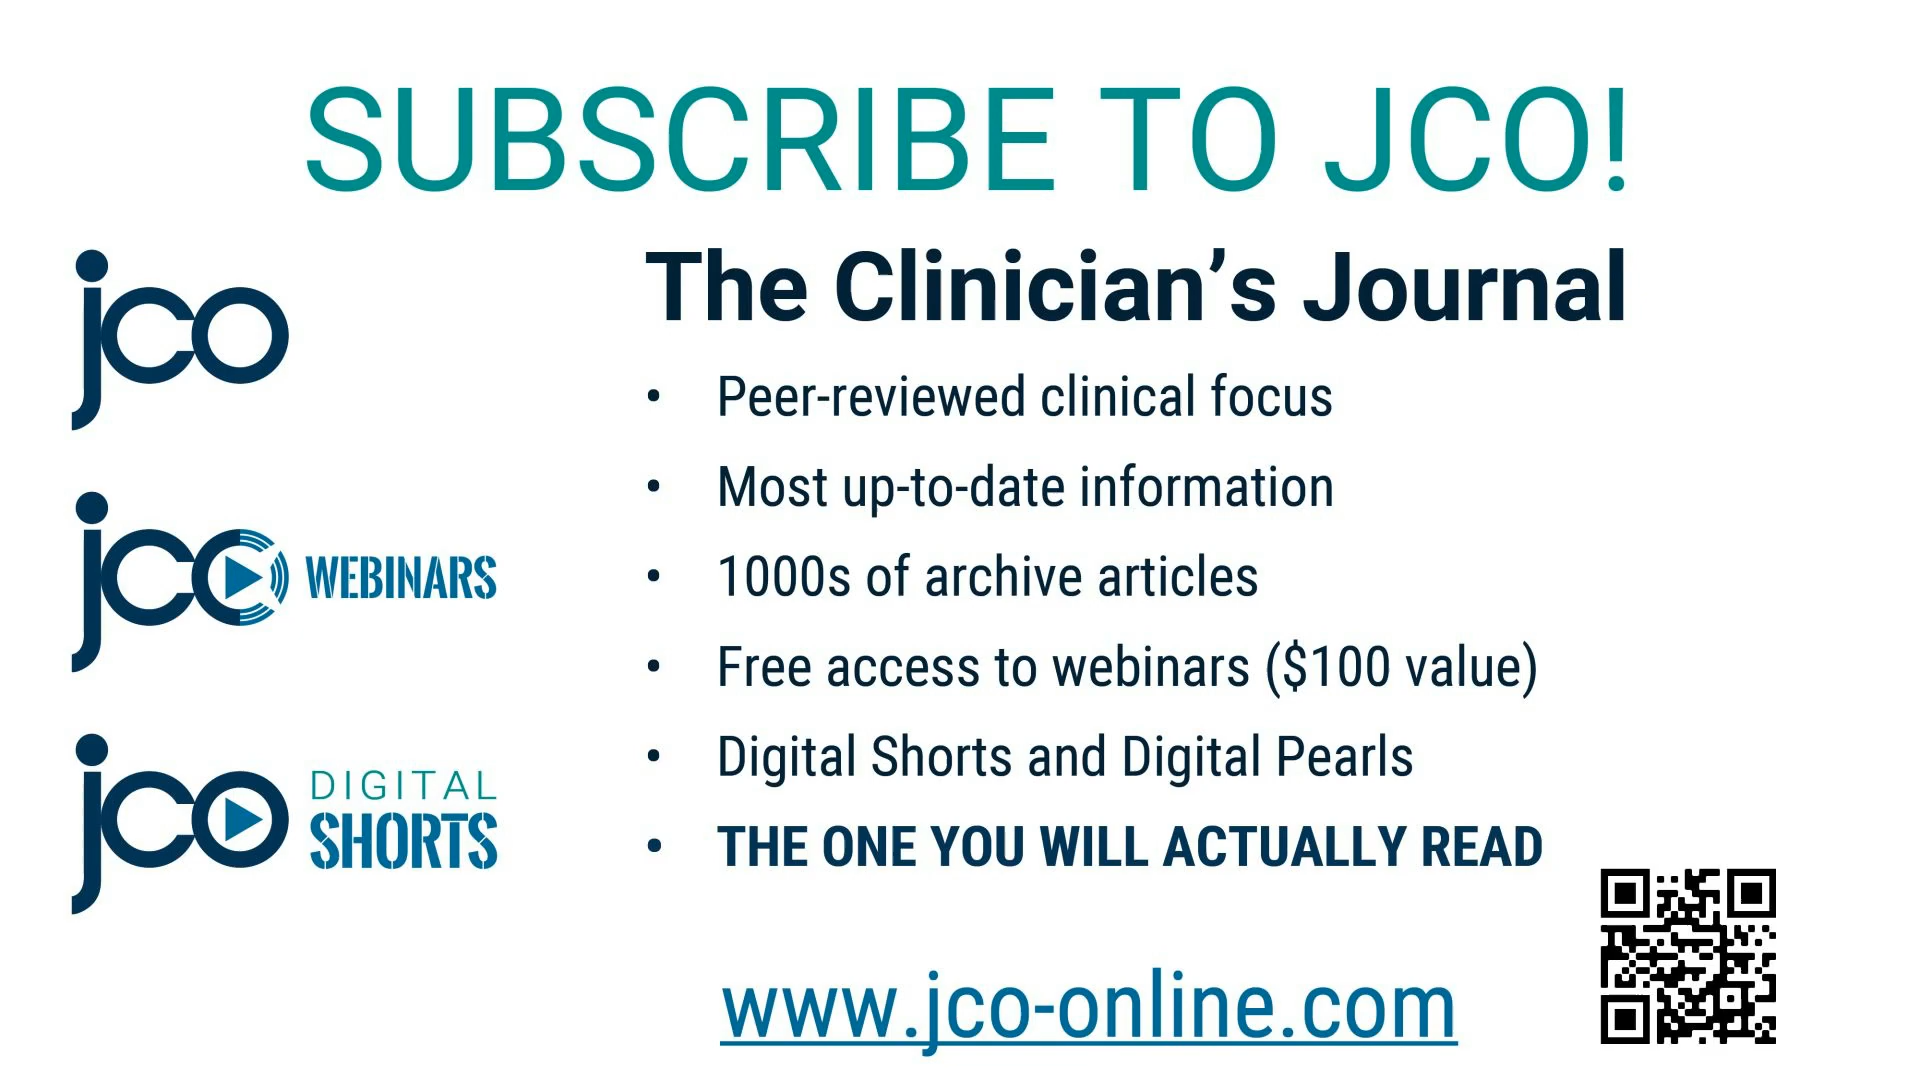 SUBSCRIBE TO JCO!
jco
The Clinician’s Journal
• Peer-reviewed clinical focus
• Most up-to-date information
jco WEBINARS
• 1000s of archive articles
• Free access to webinars ($100 value)
• Digital Shorts and Digital Pearls
jco DIGITAL
SHORTS
• THE ONE YOU WILL ACTUALLY READ
www.jco-online.com